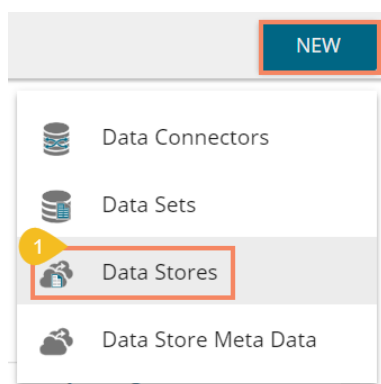 NEW
Data Connectors
Data Sets
1
Data Stores
Data Store Meta Data